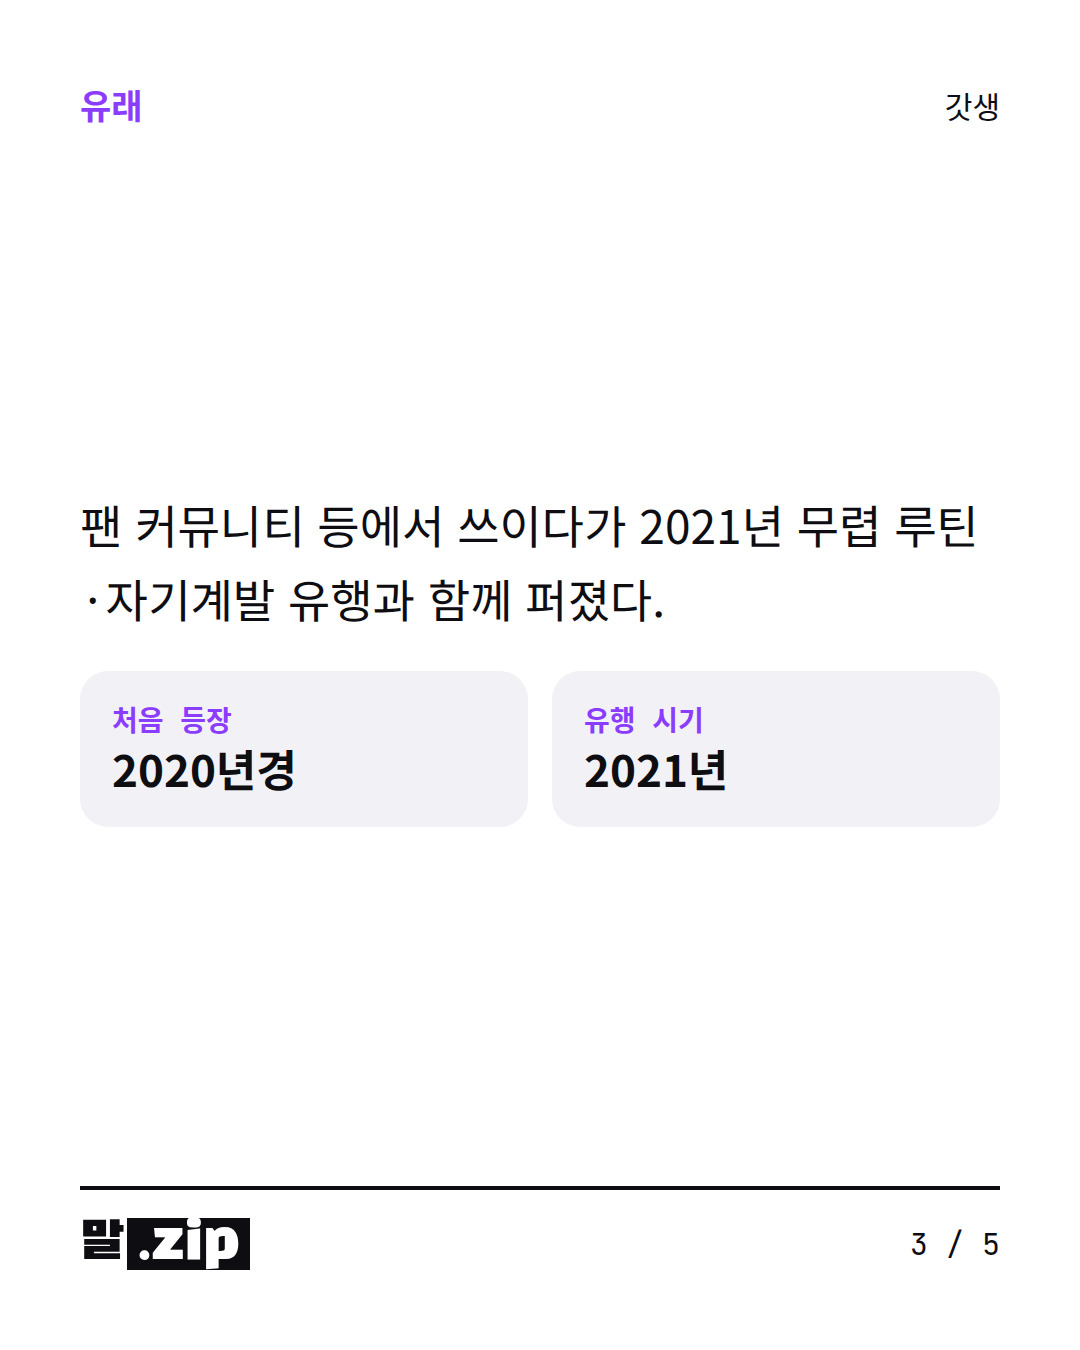 유래
갓생
팬 커뮤니티 등에서 쓰이다가 2021년 무렵 루틴
·자기계발 유행과 함께 퍼졌다.
처음 등장
2020년경
유행 시기
2021년
말.zip
3 / 5